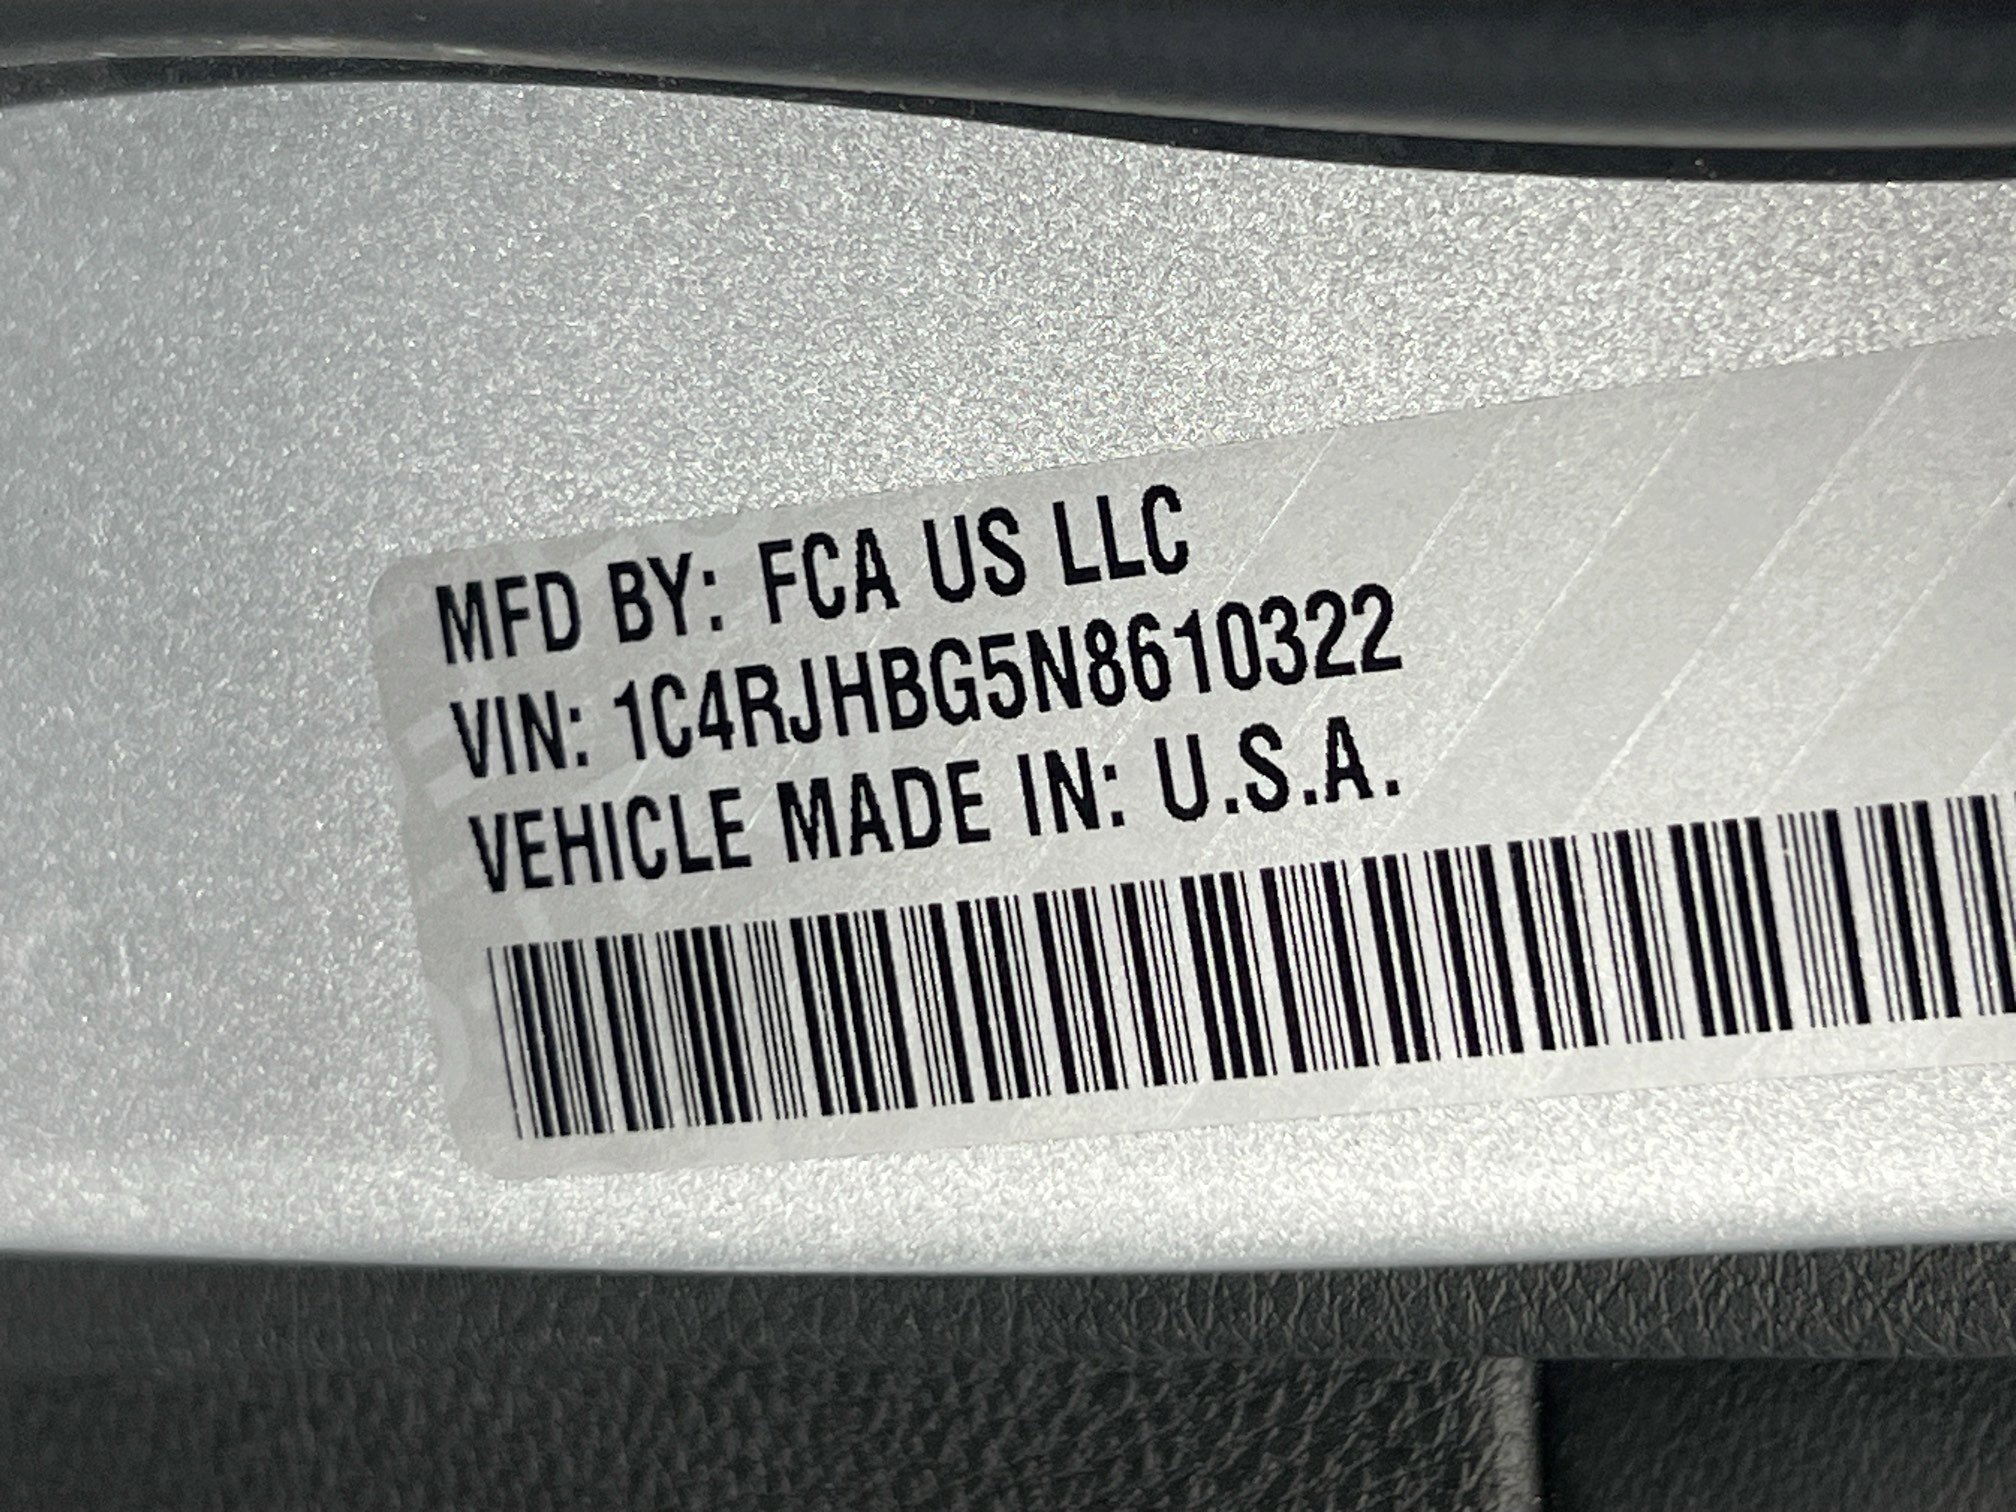 MFD BY: FCA US LLC
VIN: 1C4RJHBG5N8610322
VEHICLE MADE IN: U.S.A.